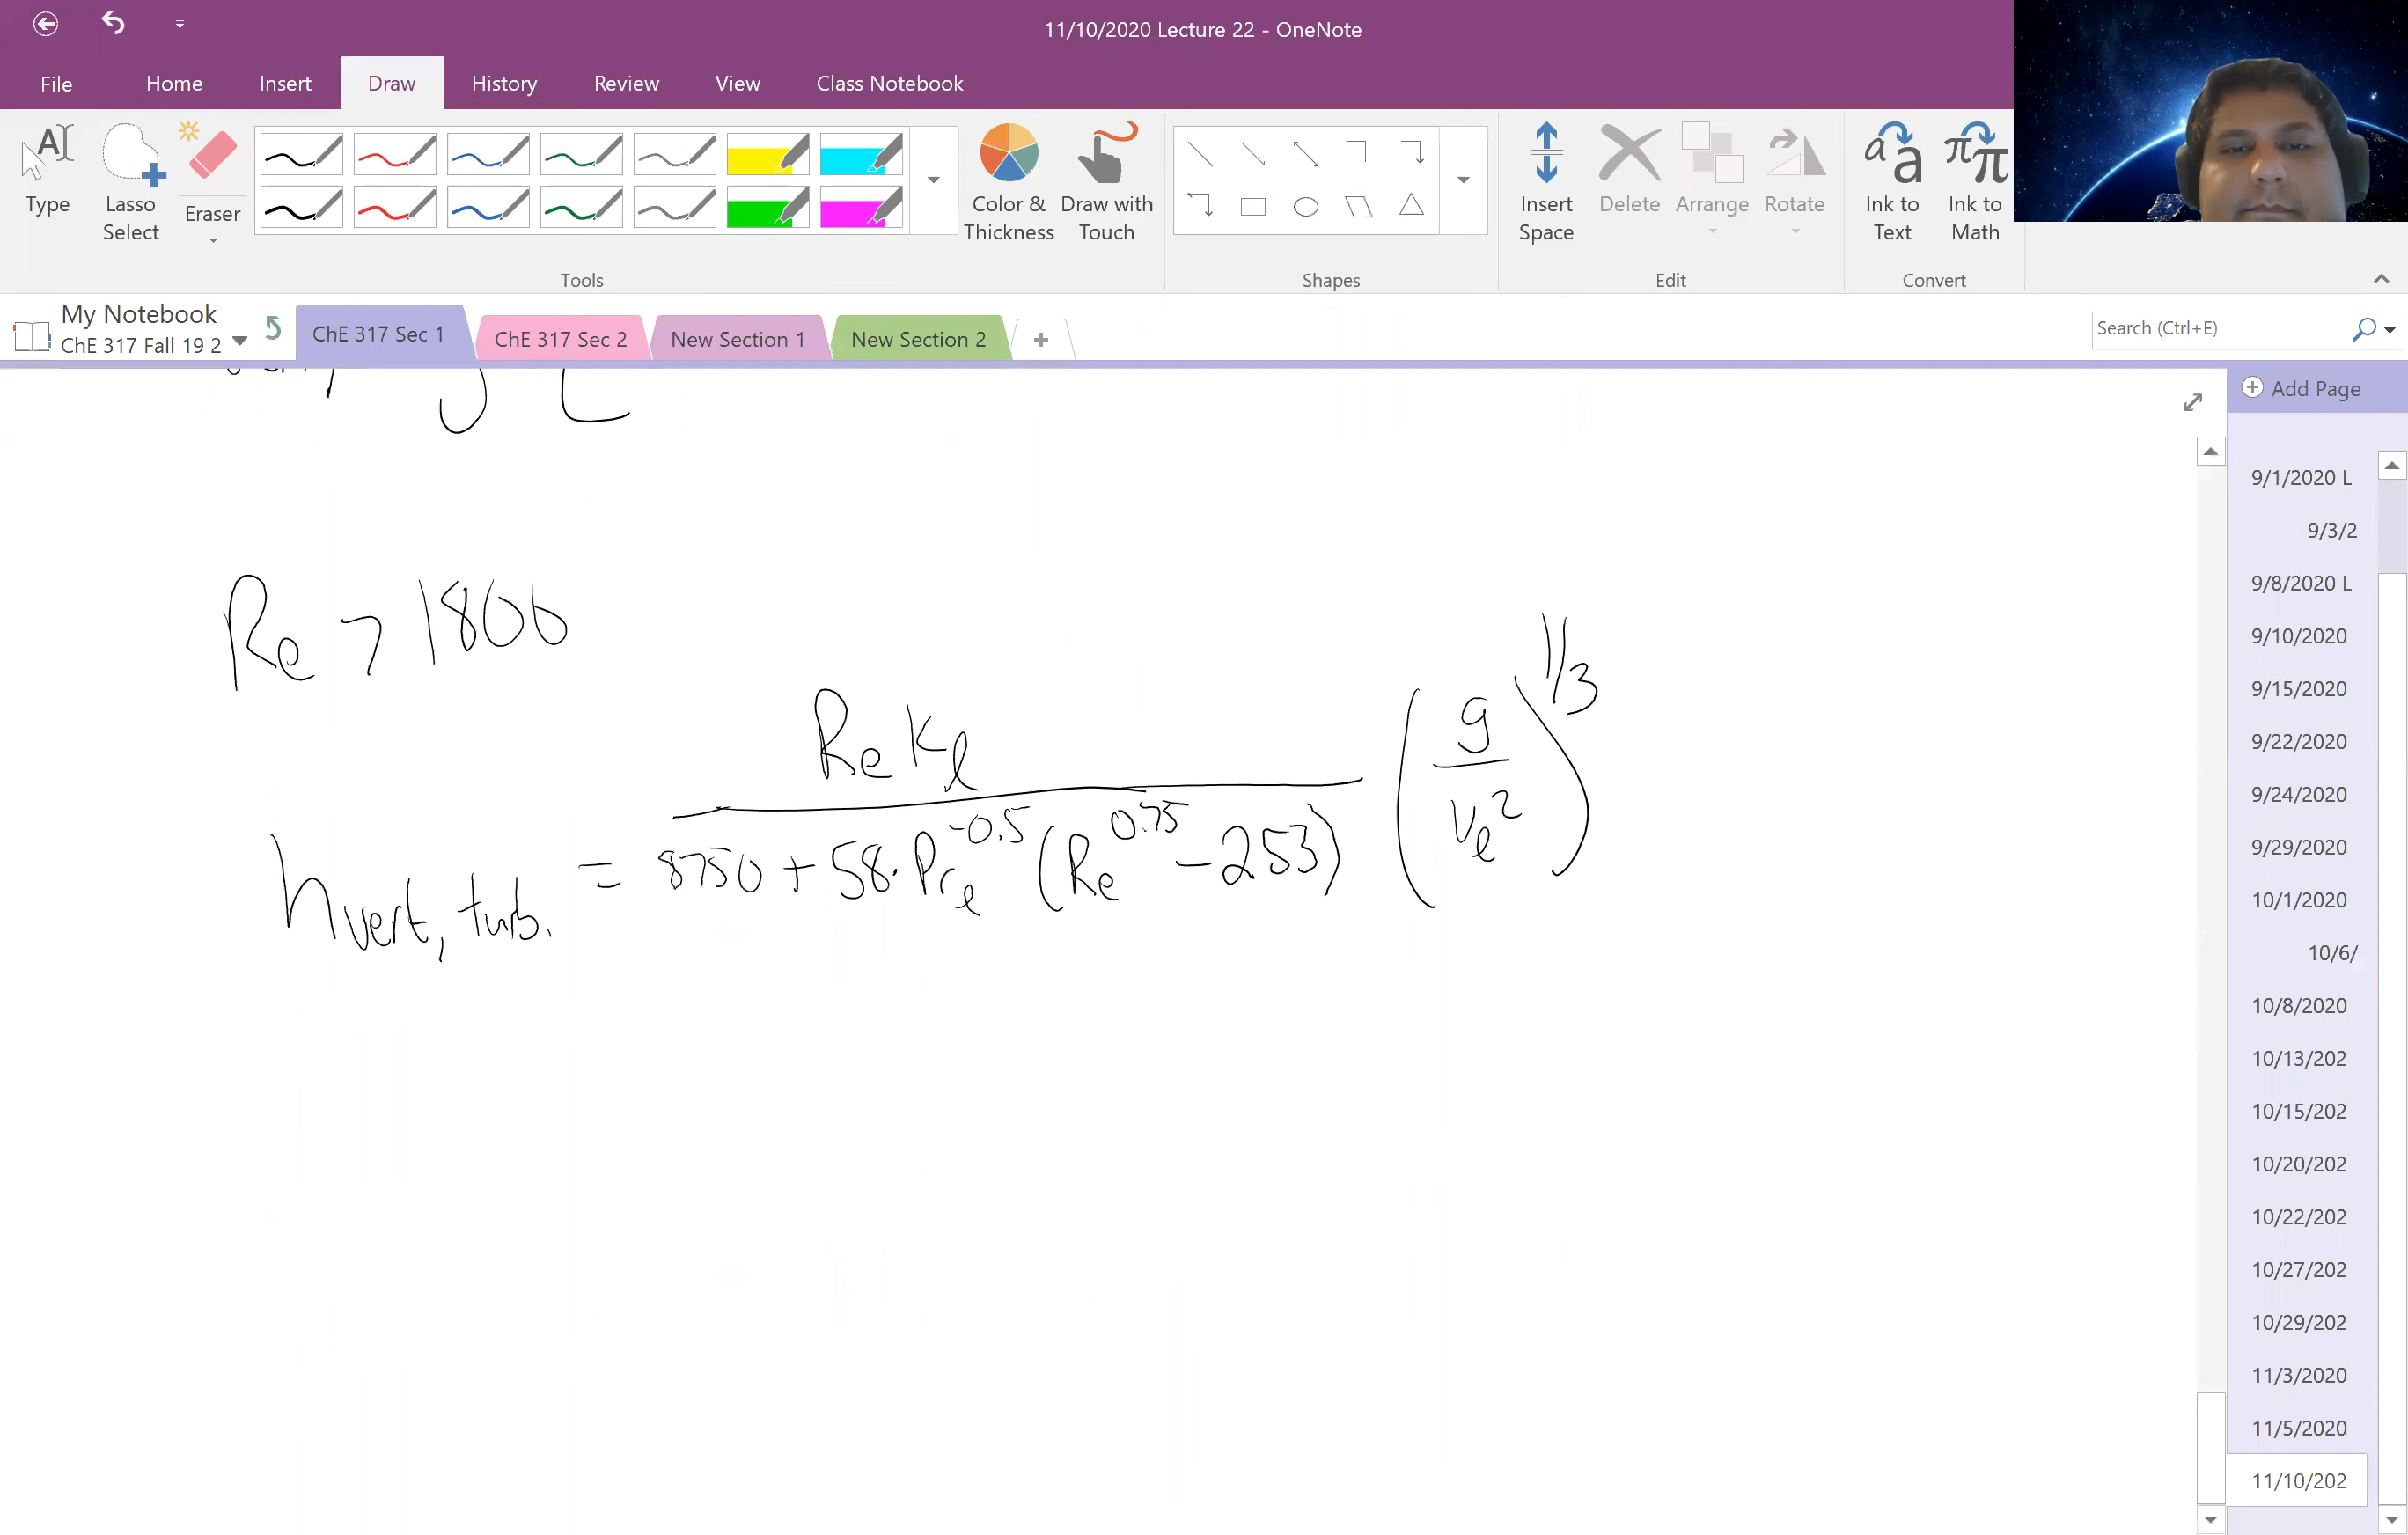 11/10/2020 Lecture 22 - OneNote
File Home Insert Draw History Review View Class Notebook
Type
Lasso Select
Eraser
Color & Thickness
Draw with Touch
Insert Space
Delete
Arrange
Rotate
Ink to Text
Ink to Math
Tools Shapes Edit Convert
My Notebook
ChE 317 Fall 19 2
ChE 317 Sec 1
ChE 317 Sec 2
New Section 1
New Section 2
+
Search (Ctrl+E)
Add Page
9/1/2020 L
9/3/2
9/8/2020 L
9/10/2020
9/15/2020
9/22/2020
9/24/2020
9/29/2020
10/1/2020
10/6/
10/8/2020
10/13/202
10/15/202
10/20/202
10/22/202
10/27/202
10/29/202
11/3/2020
11/5/2020
11/10/202
Re > 1800
h_vert, turb. = Re k_l / (8750 + 58·Pr_l^-0.5 (Re^0.75 - 253)) (g/ν_l^2)^1/3